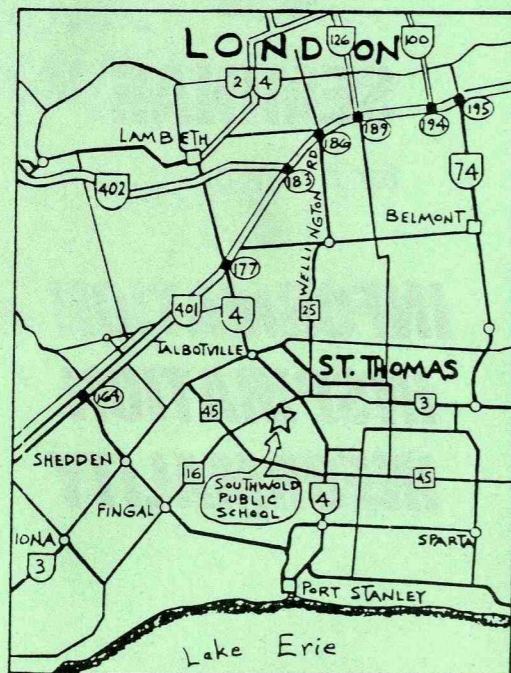 LONDON
126
100
2
4
LAMBETH
186
189
194
195
402
183
WELLINGTON RD
74
BELMONT
177
401
4
25
TALBOTVILLE
ST. THOMAS
164
45
3
SHEDDEN
16
SOUTHWOLD
PUBLIC
SCHOOL
45
FINGAL
4
IONA
SPARTA
3
PORT STANLEY
Lake Erie